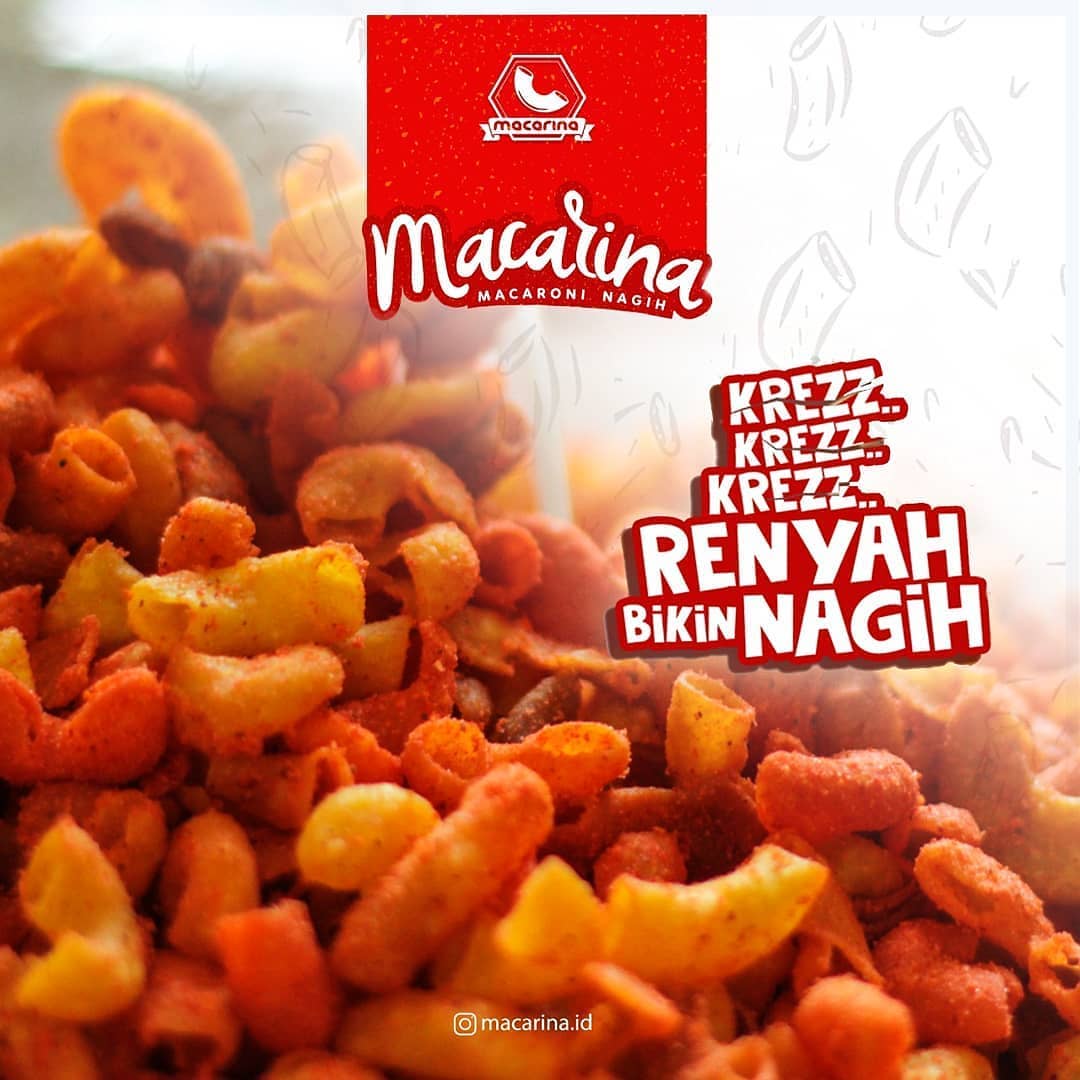 macarina
Macarina
MACARONI NAGIH
KREZZ..
KREZZ..
KREZZ..
RENYAH
BIKIN NAGIH
macarina.id